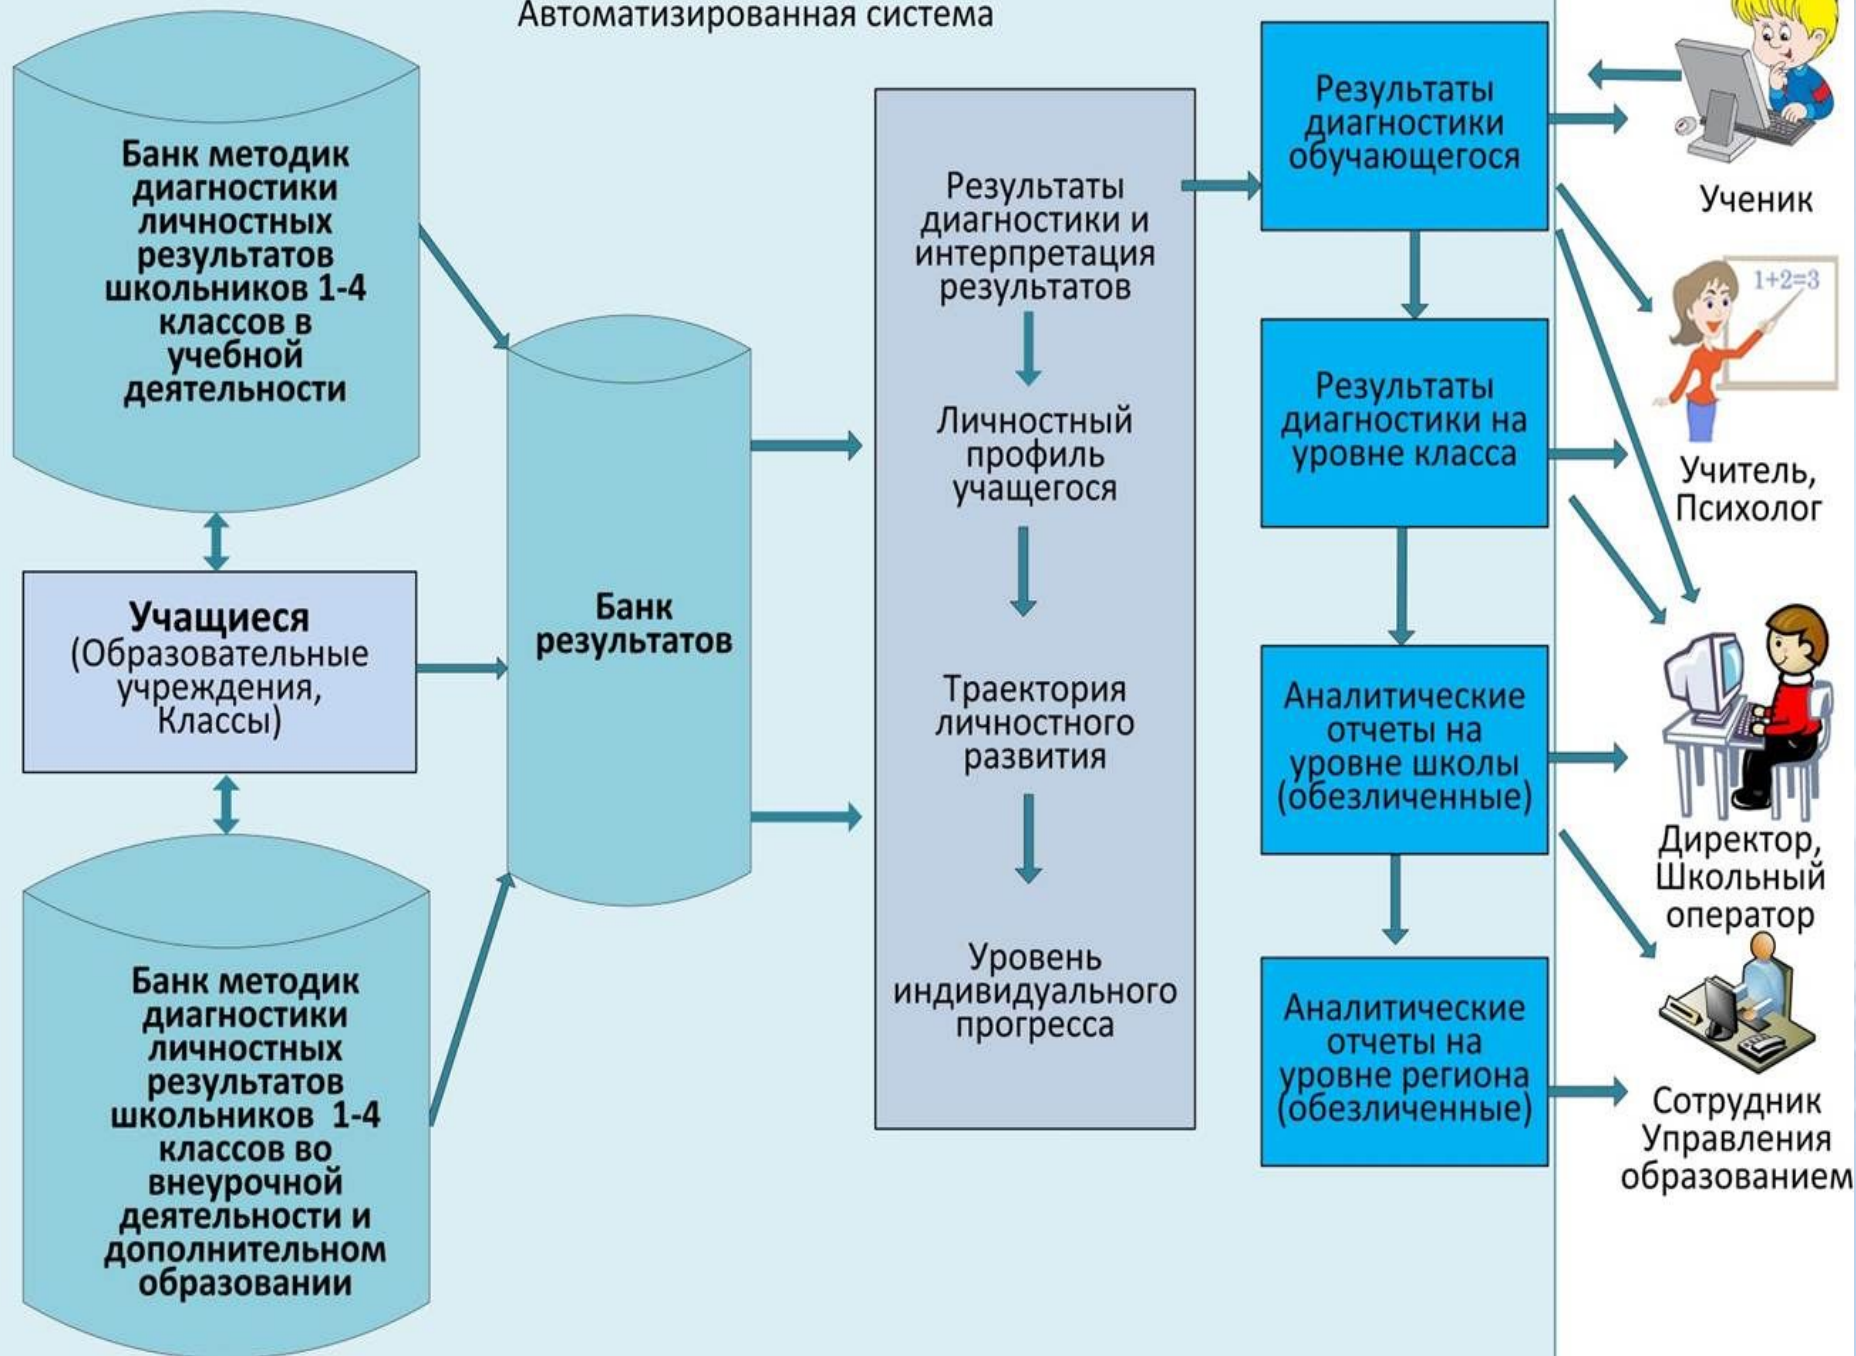 Автоматизированная система
Банк методик
диагностики
личностных
результатов
школьников 1-4
классов в
учебной
деятельности
Учащиеся
(Образовательные
учреждения,
Классы)
Банк методик
диагностики
личностных
результатов
школьников 1-4
классов во
внеурочной
деятельности и
дополнительном
образовании
Банк
результатов
Результаты
диагностики и
интерпретация
результатов
Личностный
профиль
учащегося
Траектория
личностного
развития
Уровень
индивидуального
прогресса
Результаты
диагностики
обучающегося
Результаты
диагностики на
уровне класса
Аналитические
отчеты на
уровне школы
(обезличенные)
Аналитические
отчеты на
уровне региона
(обезличенные)
Ученик
1+2=3
Учитель,
Психолог
Директор,
Школьный
оператор
Сотрудник
Управления
образованием